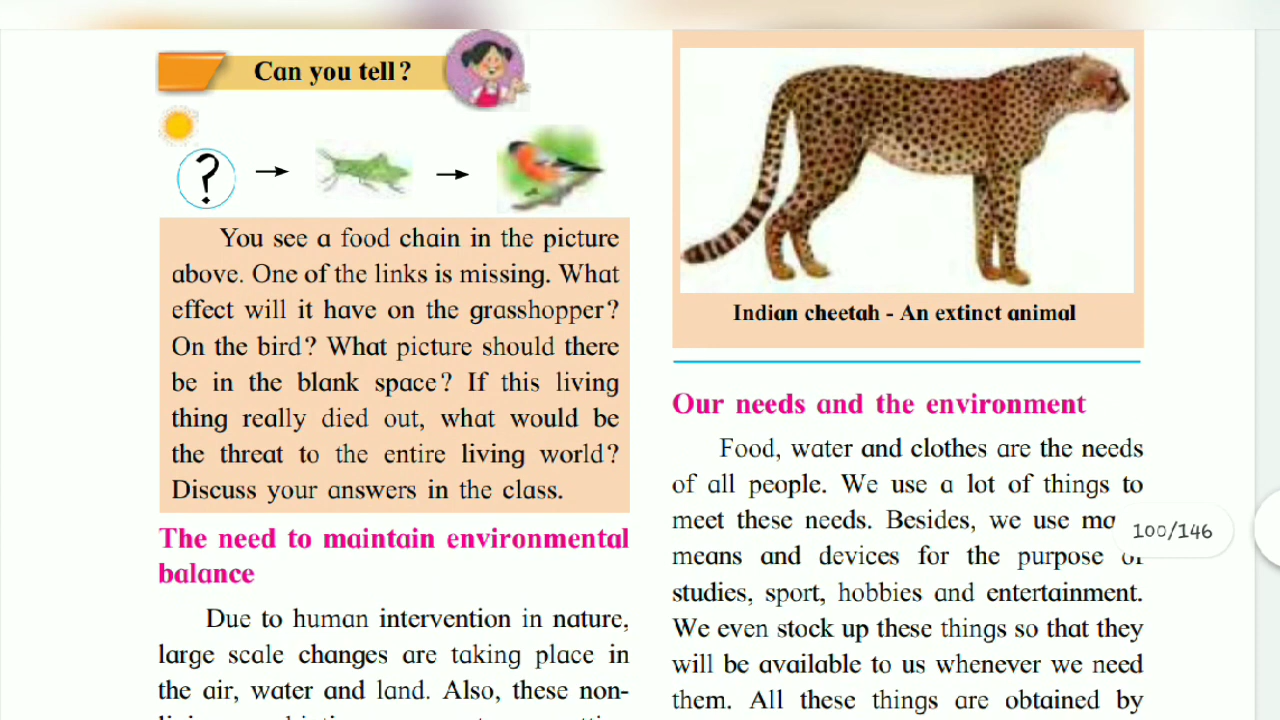 Can you tell?
?
You see a food chain in the picture
above. One of the links is missing. What
effect will it have on the grasshopper?
On the bird? What picture should there
be in the blank space? If this living
thing really died out, what would be
the threat to the entire living world?
Discuss your answers in the class.
The need to maintain environmental
balance
Due to human intervention in nature,
large scale changes are taking place in
the air, water and land. Also, these non-
Indian cheetah - An extinct animal
Our needs and the environment
Food, water and clothes are the needs
of all people. We use a lot of things to
meet these needs. Besides, we use
means and devices for the purpose of
studies, sport, hobbies and entertainment.
We even stock up these things so that they
will be available to us whenever we need
them. All these things are obtained by
100/146